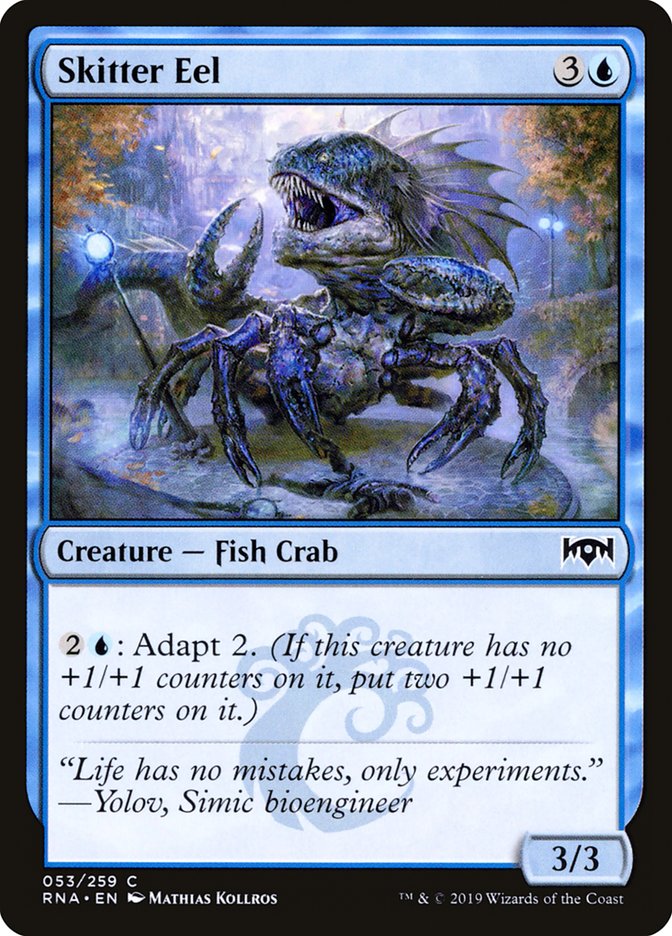 Skitter Eel 3
Creature — Fish Crab
2 : Adapt 2. (If this creature has no
+1/+1 counters on it, put two +1/+1
counters on it.)
“Life has no mistakes, only experiments.”
—Yolov, Simic bioengineer
3/3
053/259 C
RNA • EN Mathias Kollros
™ & © 2019 Wizards of the Coast